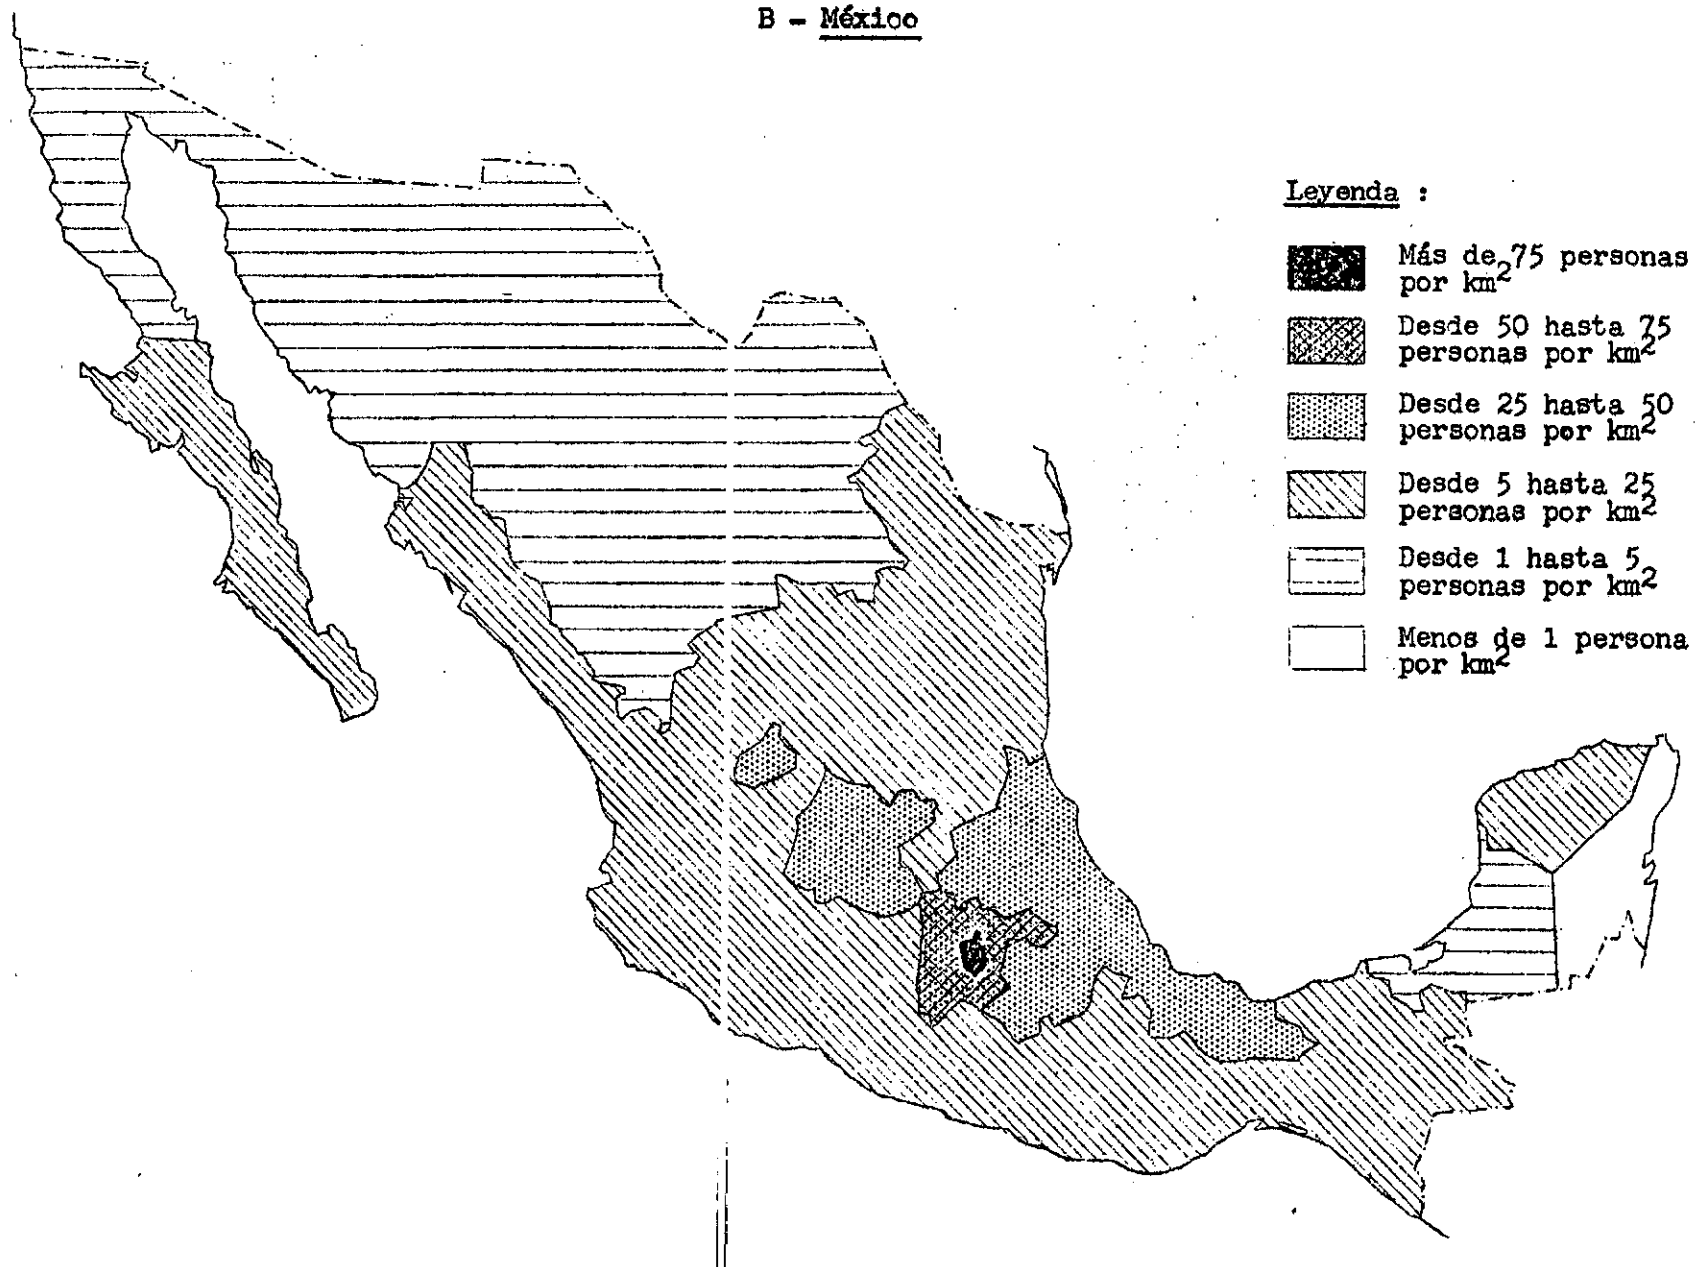 B - México
Leyenda :
Más de 75 personas
por km²
Desde 50 hasta 75
personas por km²
Desde 25 hasta 50
personas por km²
Desde 5 hasta 25
personas por km²
Desde 1 hasta 5
personas por km²
Menos de 1 persona
por km²